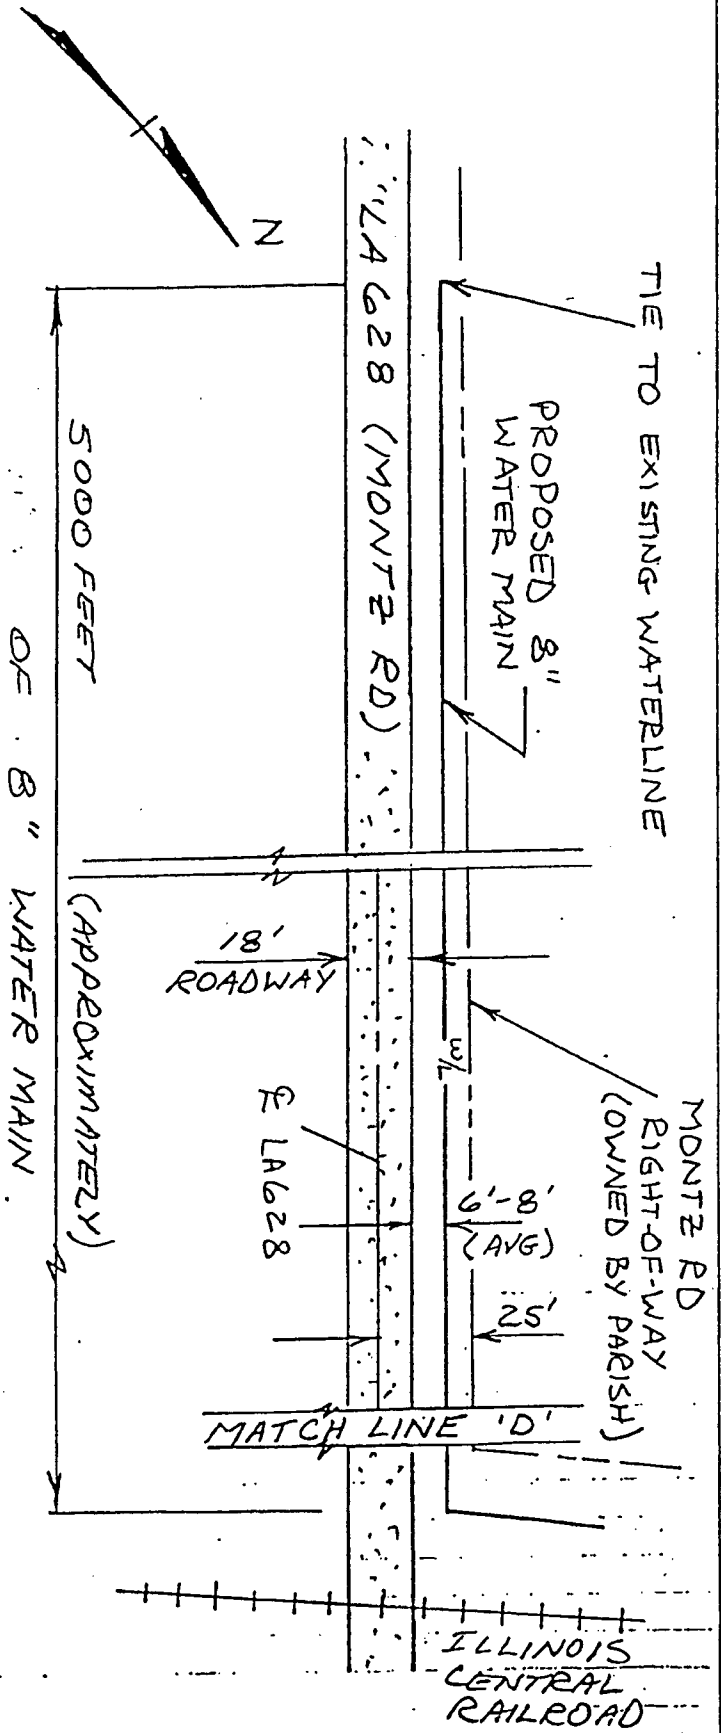 TIE TO EXISTING WATERLINE
PROPOSED 8"
WATER MAIN
MONTZ RD
RIGHT-OF-WAY
(OWNED BY PARISH)
N
"LA 628 (MONTZ RD)
W/L
18'
ROADWAY
℄ LA628
6'-8'
(AVG)
25'
MATCH LINE 'D'
5000 FEET
(APPROXIMATELY)
OF 8" WATER MAIN
ILLINOIS
CENTRAL
RAILROAD